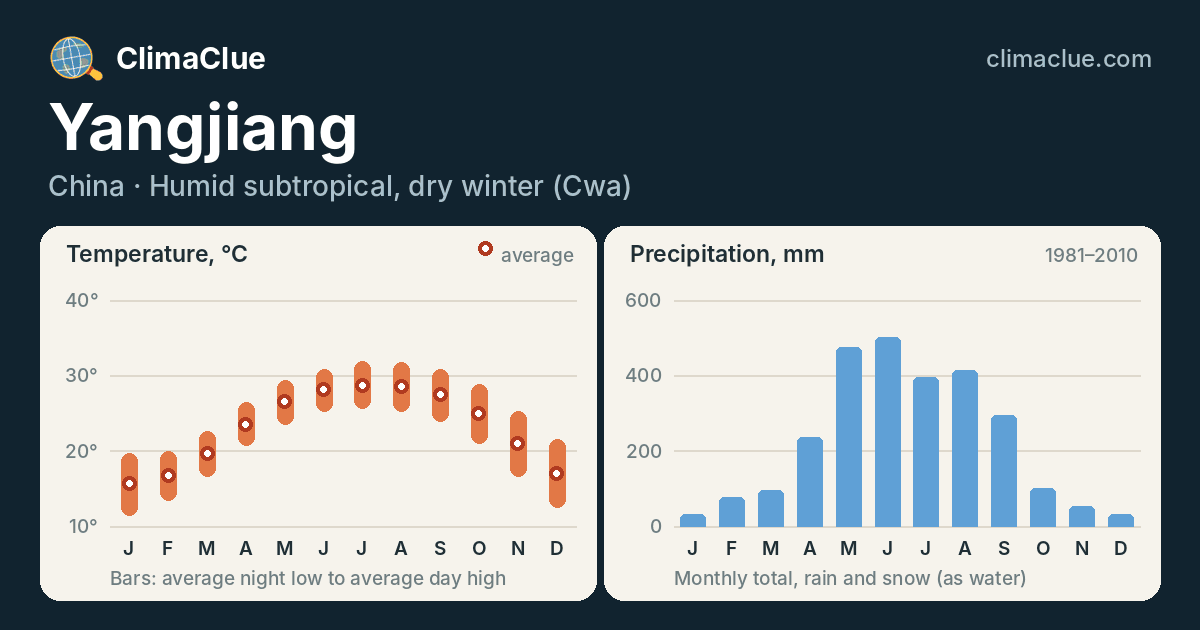 ClimaClue
climaclue.com
Yangjiang
China · Humid subtropical, dry winter (Cwa)
Temperature, °C
average
40°
30°
20°
10°
J F M A M J J A S O N D
Bars: average night low to average day high
Precipitation, mm
1981–2010
600
400
200
0
J F M A M J J A S O N D
Monthly total, rain and snow (as water)